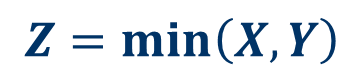 Z = min(X, Y)